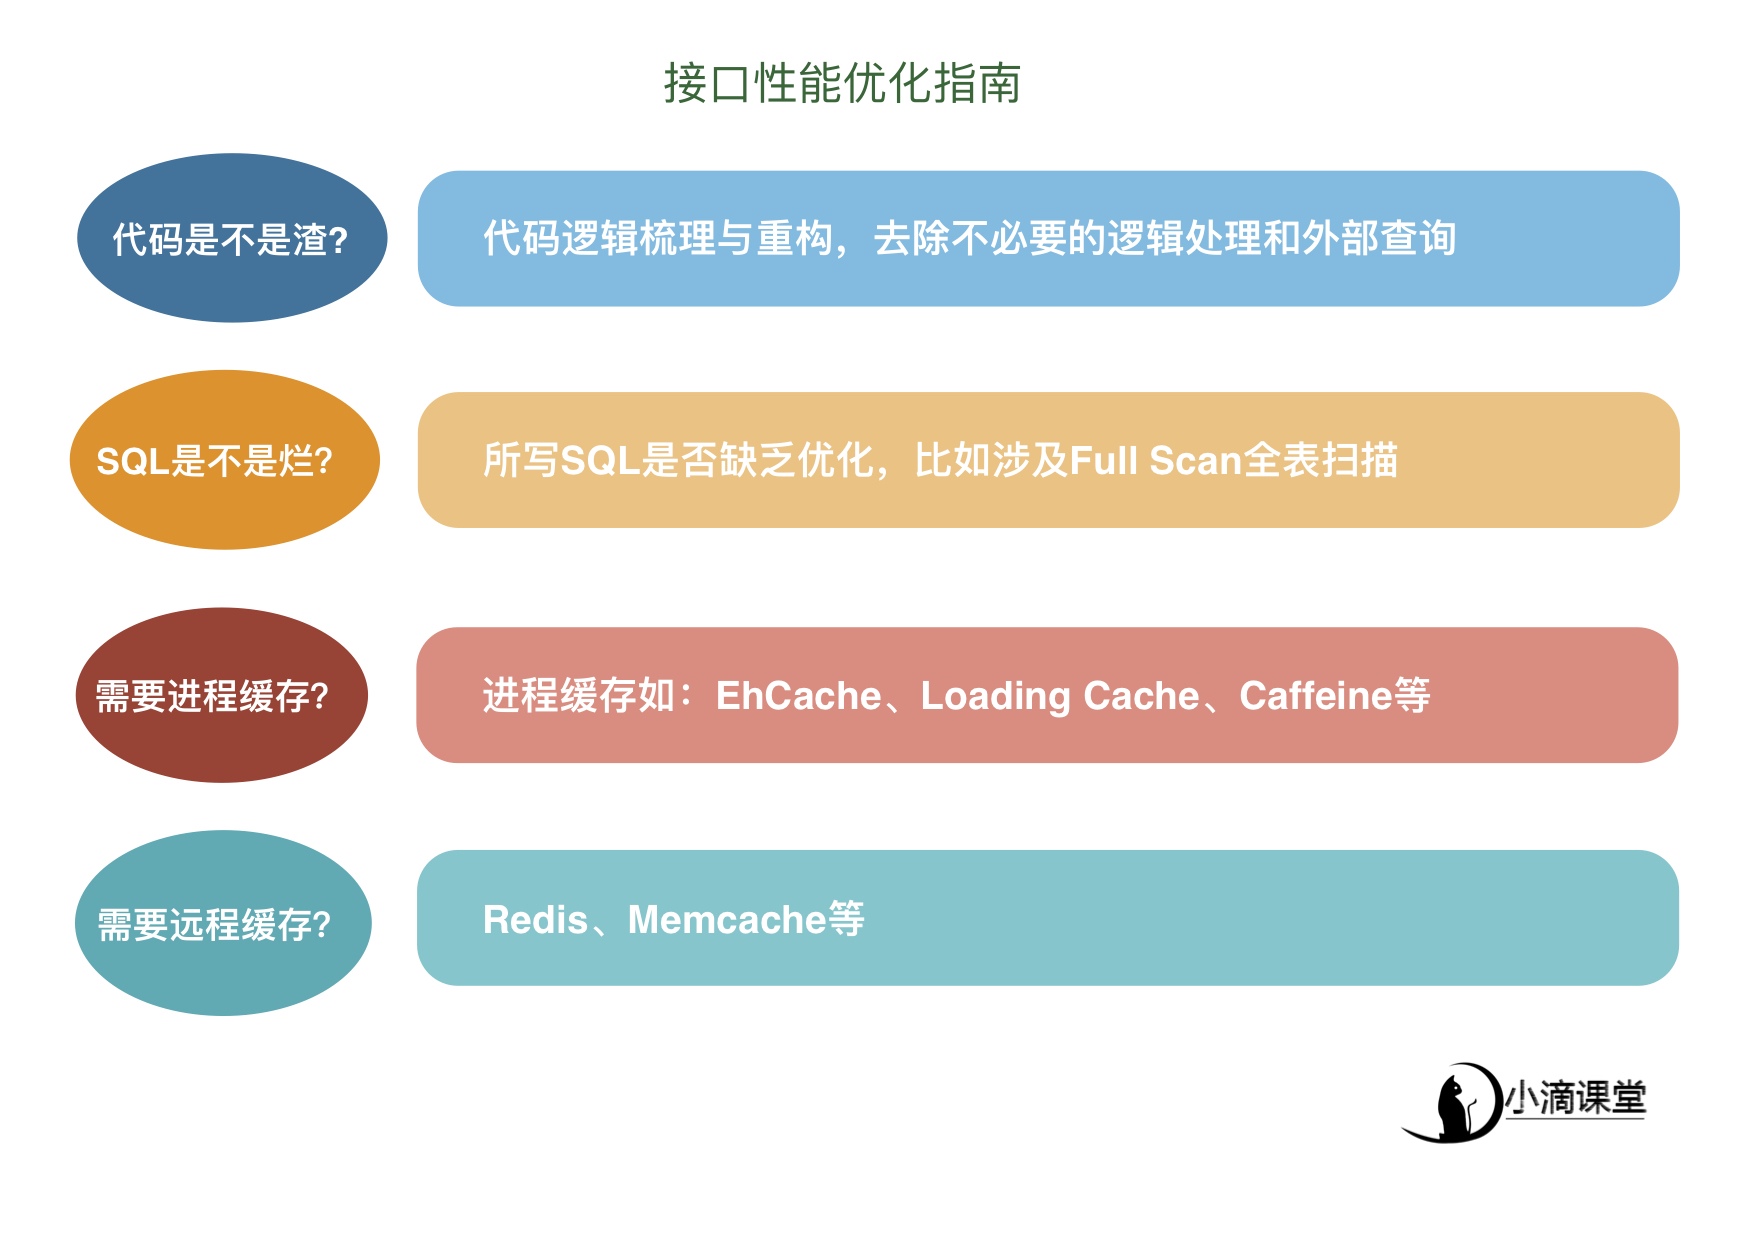 接口性能优化指南
代码是不是渣?
代码逻辑梳理与重构，去除不必要的逻辑处理和外部查询
SQL是不是烂?
所写SQL是否缺乏优化，比如涉及Full Scan全表扫描
需要进程缓存?
进程缓存如：EhCache、Loading Cache、Caffeine等
需要远程缓存?
Redis、Memcache等
小滴课堂